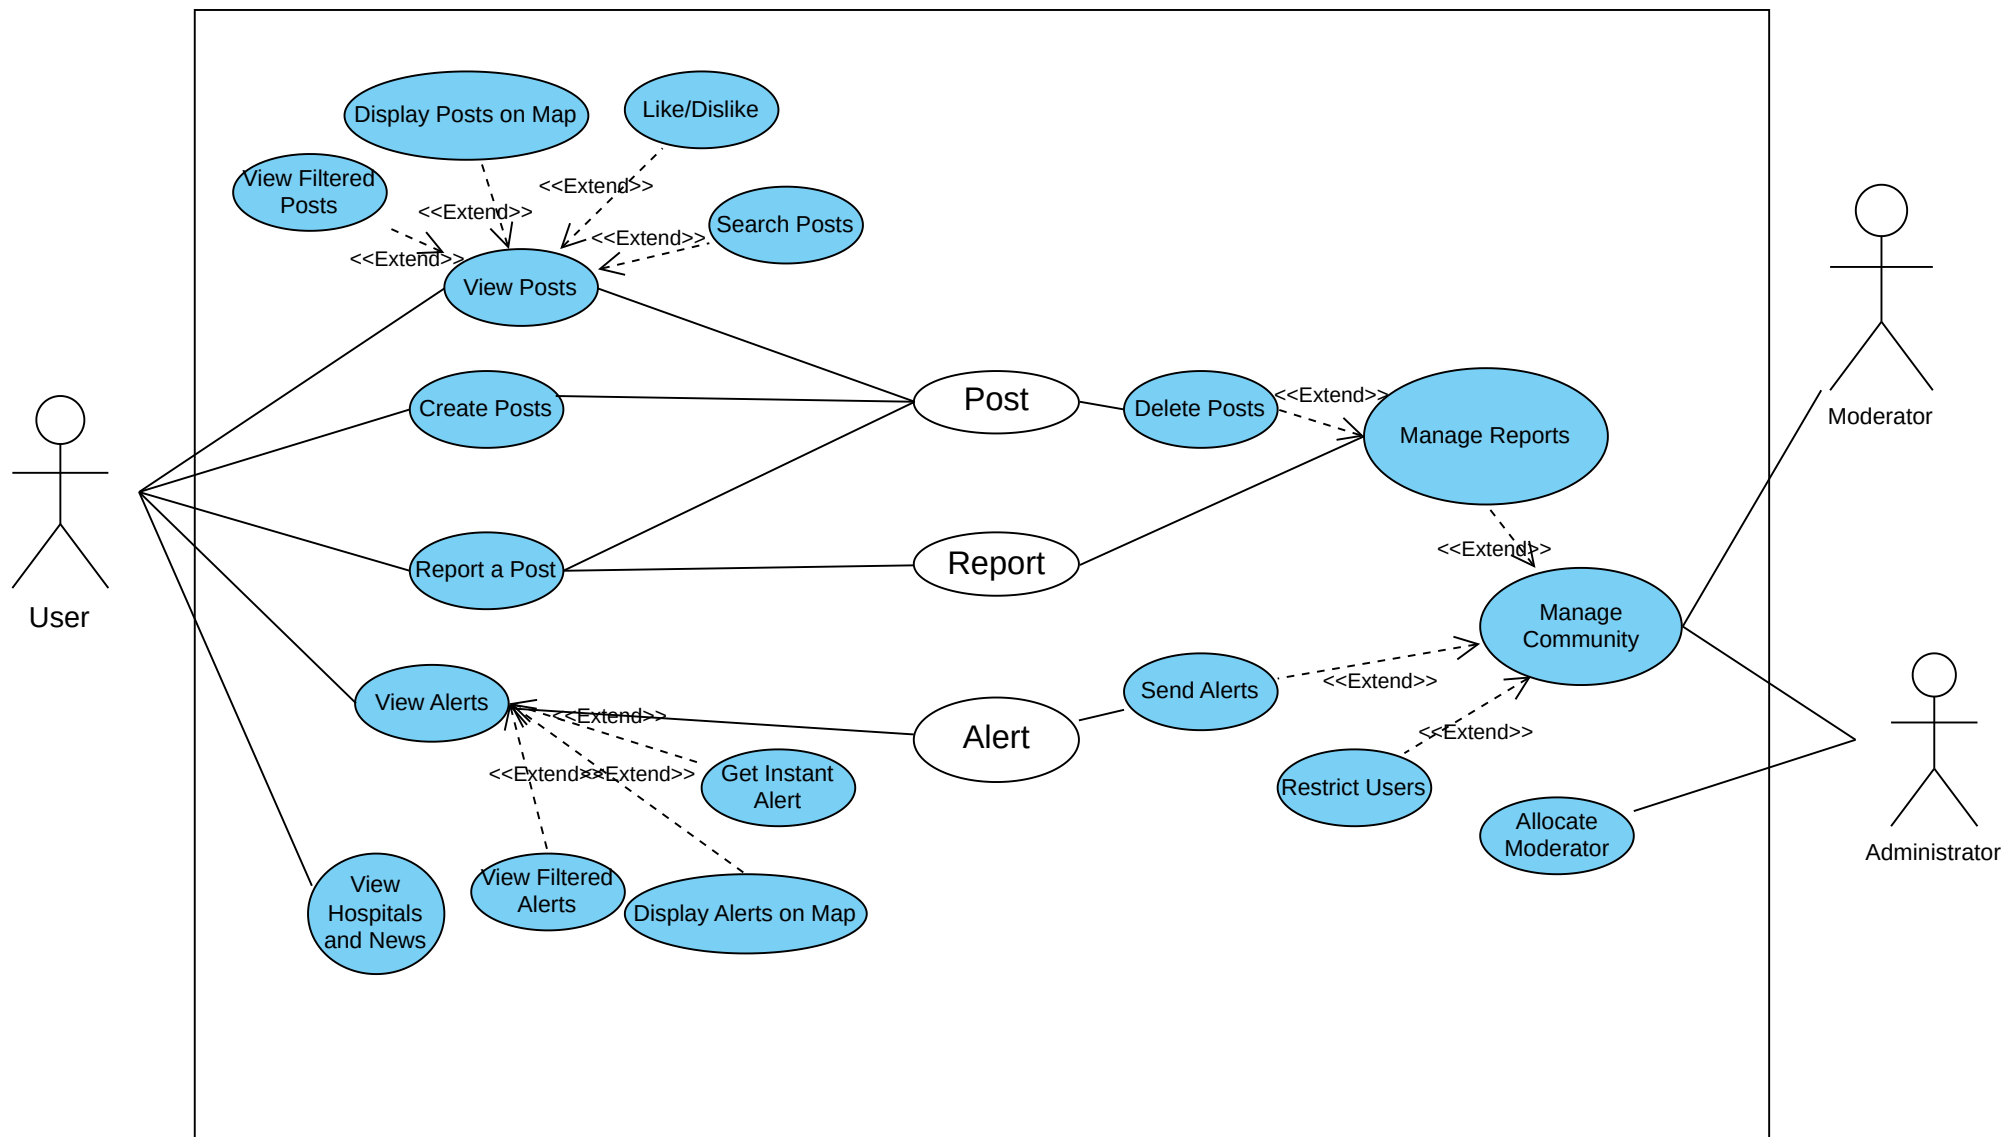 Display Posts on Map
Like/Dislike
View Filtered
Posts
<<Extend>>
<<Extend>>
Search Posts
<<Extend>>
<<Extend>>
View Posts
Post
Create Posts
Delete Posts
<<Extend>>
Manage Reports
Moderator
Report a Post
Report
<<Extend>>
User
Manage
Community
View Alerts
Send Alerts
<<Extend>>
<<Extend>>
Alert
<<Extend>>
<<Extend>>
<<Extend>>
Get Instant
Alert
Restrict Users
Allocate
Moderator
Administrator
View
Hospitals
and News
View Filtered
Alerts
Display Alerts on Map